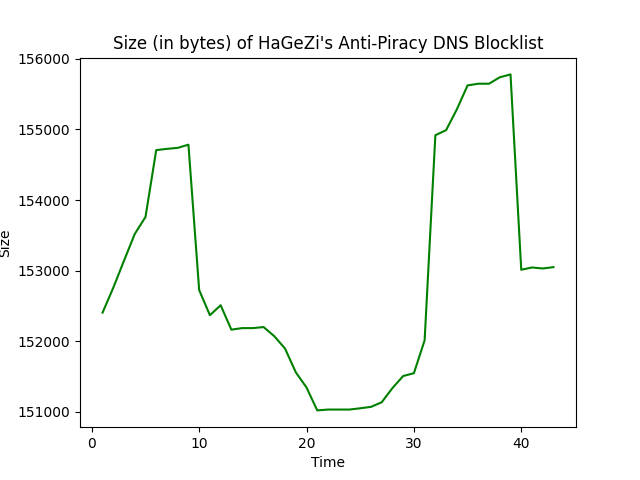 Size (in bytes) of HaGeZi's Anti-Piracy DNS Blocklist
156000
155000
154000
153000
152000
151000
Size
0 10 20 30 40
Time